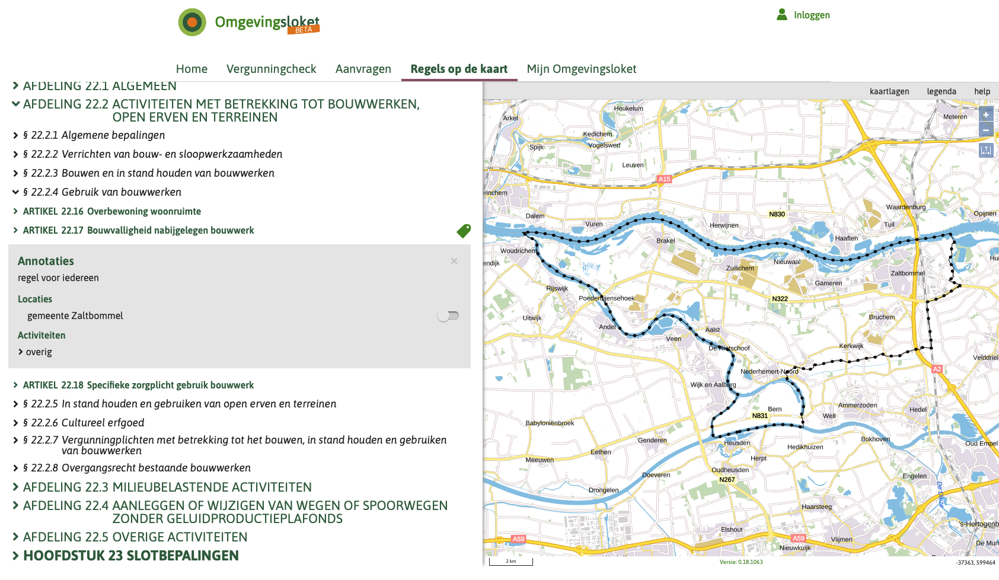 Omgevingsloket
BETA
Inloggen
Home
Vergunningcheck
Aanvragen
Regels op de kaart
Mijn Omgevingsloket
AFDELING 22.1 ALGEMEEN
AFDELING 22.2 ACTIVITEITEN MET BETREKKING TOT BOUWWERKEN,
OPEN ERVEN EN TERREINEN
§ 22.2.1 Algemene bepalingen
§ 22.2.2 Verrichten van bouw- en sloopwerkzaamheden
§ 22.2.3 Bouwen en in stand houden van bouwwerken
§ 22.2.4 Gebruik van bouwwerken
ARTIKEL 22.16 Overbewoning woonruimte
ARTIKEL 22.17 Bouwvalligheid nabijgelegen bouwwerk
Annotaties
×
regel voor iedereen
Locaties
gemeente Zaltbommel
Activiteiten
overig
ARTIKEL 22.18 Specifieke zorgplicht gebruik bouwwerk
§ 22.2.5 In stand houden en gebruiken van open erven en terreinen
§ 22.2.6 Cultureel erfgoed
§ 22.2.7 Vergunningplichten met betrekking tot het bouwen, in stand houden en gebruiken
van bouwwerken
§ 22.2.8 Overgangsrecht bestaande bouwwerken
AFDELING 22.3 MILIEUBELASTENDE ACTIVITEITEN
AFDELING 22.4 AANLEGGEN OF WIJZIGEN VAN WEGEN OF SPOORWEGEN
ZONDER GELUIDPRODUCTIEPLAFONDS
AFDELING 22.5 OVERIGE ACTIVITEITEN
HOOFDSTUK 23 SLOTBEPALINGEN
kaartlagen
legenda
help
Heukelum
Arkel
Meteren
+
Kedichem
Vogelswerf
Spijk
−
?
Leuven
A15
rinchem
Waardenburg
Dalem
N830
Opijnen
Vuren
Herwijnen
Tuil
Brakel
Haaften
Woudrichem
endijk
Nieuwaal
Hu
Zuilichem
Zaltbommel
Gameren
Rijswijk
Poederoijensehoek
N322
Uitwijk
Bruchem
Andel
Aalst
Veen
Kerkwijk
De Rietschoof
Velddriel
Nederhemert-Noord
A2
Wijk en Aalburg
Ammerzoden
Bern
Hedel
N831
Well
Babyloniënbroek
Genderen
Heusden
Bokhoven
Oud Empel
Hedikhuizen
Eethen
Meeuwen
Herpt
Oudheusden
Doeveren
N267
Engelen
Drongelen
De Dieze
Haarsteeg
's-Hertogenb
Elshout
A59
A59
Vlijmen
De Mun
Nieuwkuijk
2 km
Versie: 0.18.1063
-37363, 599464